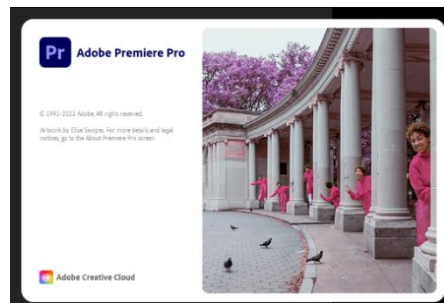 Pr Adobe Premiere Pro
© 1991-2022 Adobe. All rights reserved.
Artwork by Elise Swopes. For more details and legal
notices, go to the About Premiere Pro screen.
Adobe Creative Cloud